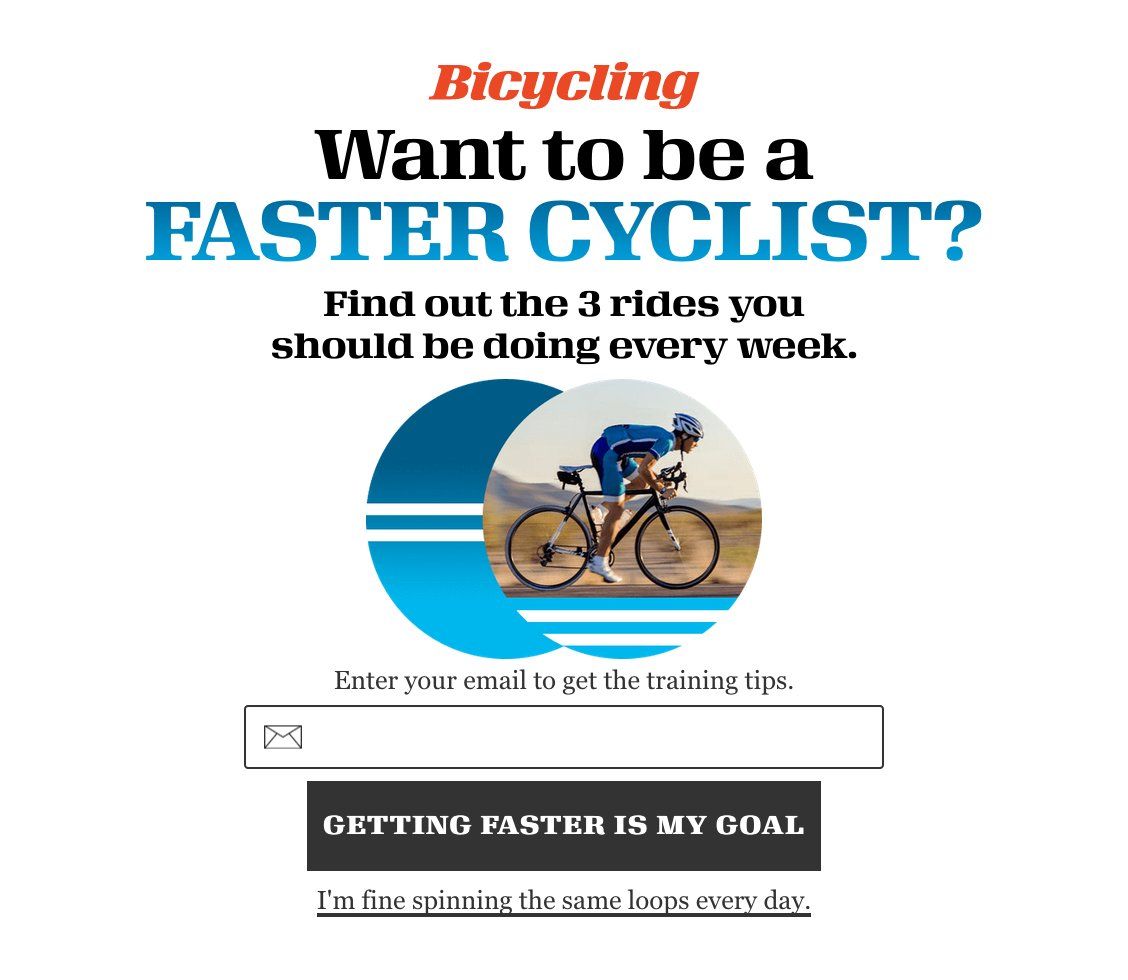 Bicycling
Want to be a
FASTER CYCLIST?
Find out the 3 rides you
should be doing every week.
Enter your email to get the training tips.
GETTING FASTER IS MY GOAL
I'm fine spinning the same loops every day.